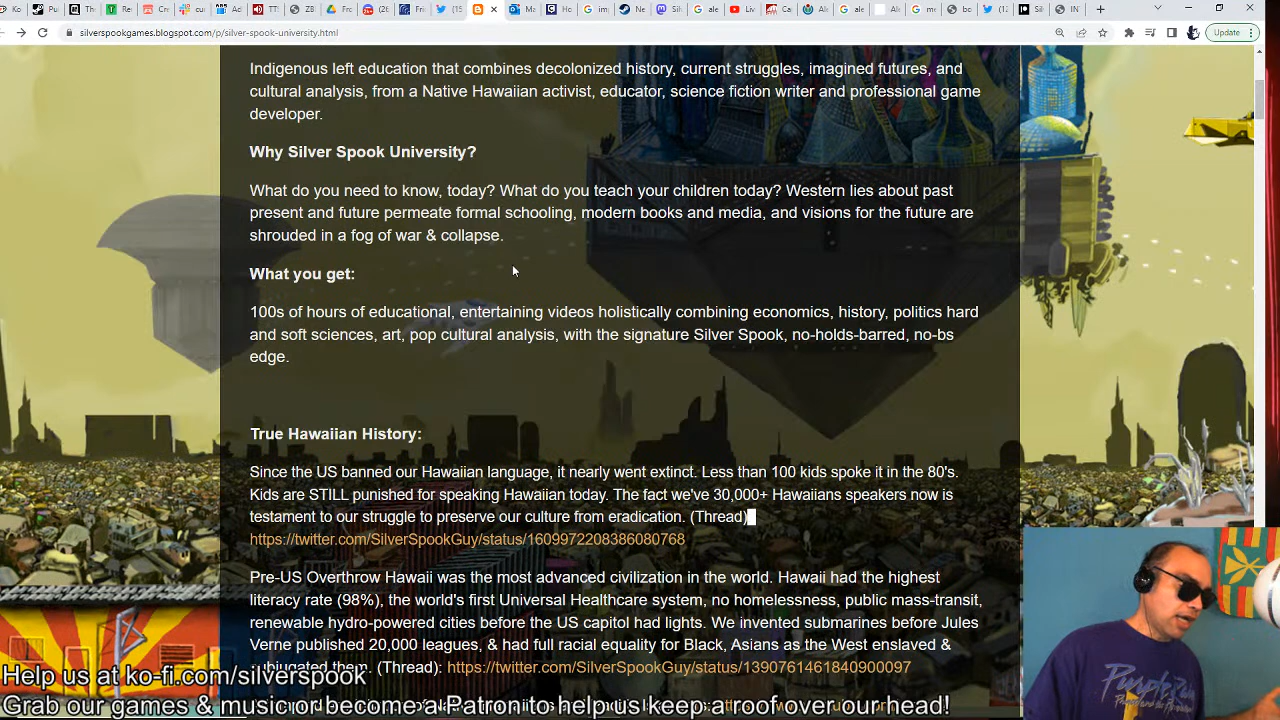 silverspookgames.blogspot.com/p/silver-spook-university.html
Update
Indigenous left education that combines decolonized history, current struggles, imagined futures, and
cultural analysis, from a Native Hawaiian activist, educator, science fiction writer and professional game
developer.
Why Silver Spook University?
What do you need to know, today? What do you teach your children today? Western lies about past
present and future permeate formal schooling, modern books and media, and visions for the future are
shrouded in a fog of war & collapse.
What you get:
100s of hours of educational, entertaining videos holistically combining economics, history, politics hard
and soft sciences, art, pop cultural analysis, with the signature Silver Spook, no-holds-barred, no-bs
edge.
True Hawaiian History:
Since the US banned our Hawaiian language, it nearly went extinct. Less than 100 kids spoke it in the 80's.
Kids are STILL punished for speaking Hawaiian today. The fact we've 30,000+ Hawaiians speakers now is
testament to our struggle to preserve our culture from eradication. (Thread)
https://twitter.com/SilverSpookGuy/status/1609972208386080768
Pre-US Overthrow Hawaii was the most advanced civilization in the world. Hawaii had the highest
literacy rate (98%), the world's first Universal Healthcare system, no homelessness, public mass-transit,
renewable hydro-powered cities before the US capitol had lights. We invented submarines before Jules
Verne published 20,000 leagues, & had full racial equality for Black, Asians as the West enslaved &
subjugated them. (Thread): https://twitter.com/SilverSpookGuy/status/1390761461840900097
Help us at ko-fi.com/silverspook
Grab our games & music or become a Patron to help us keep a roof over our head!